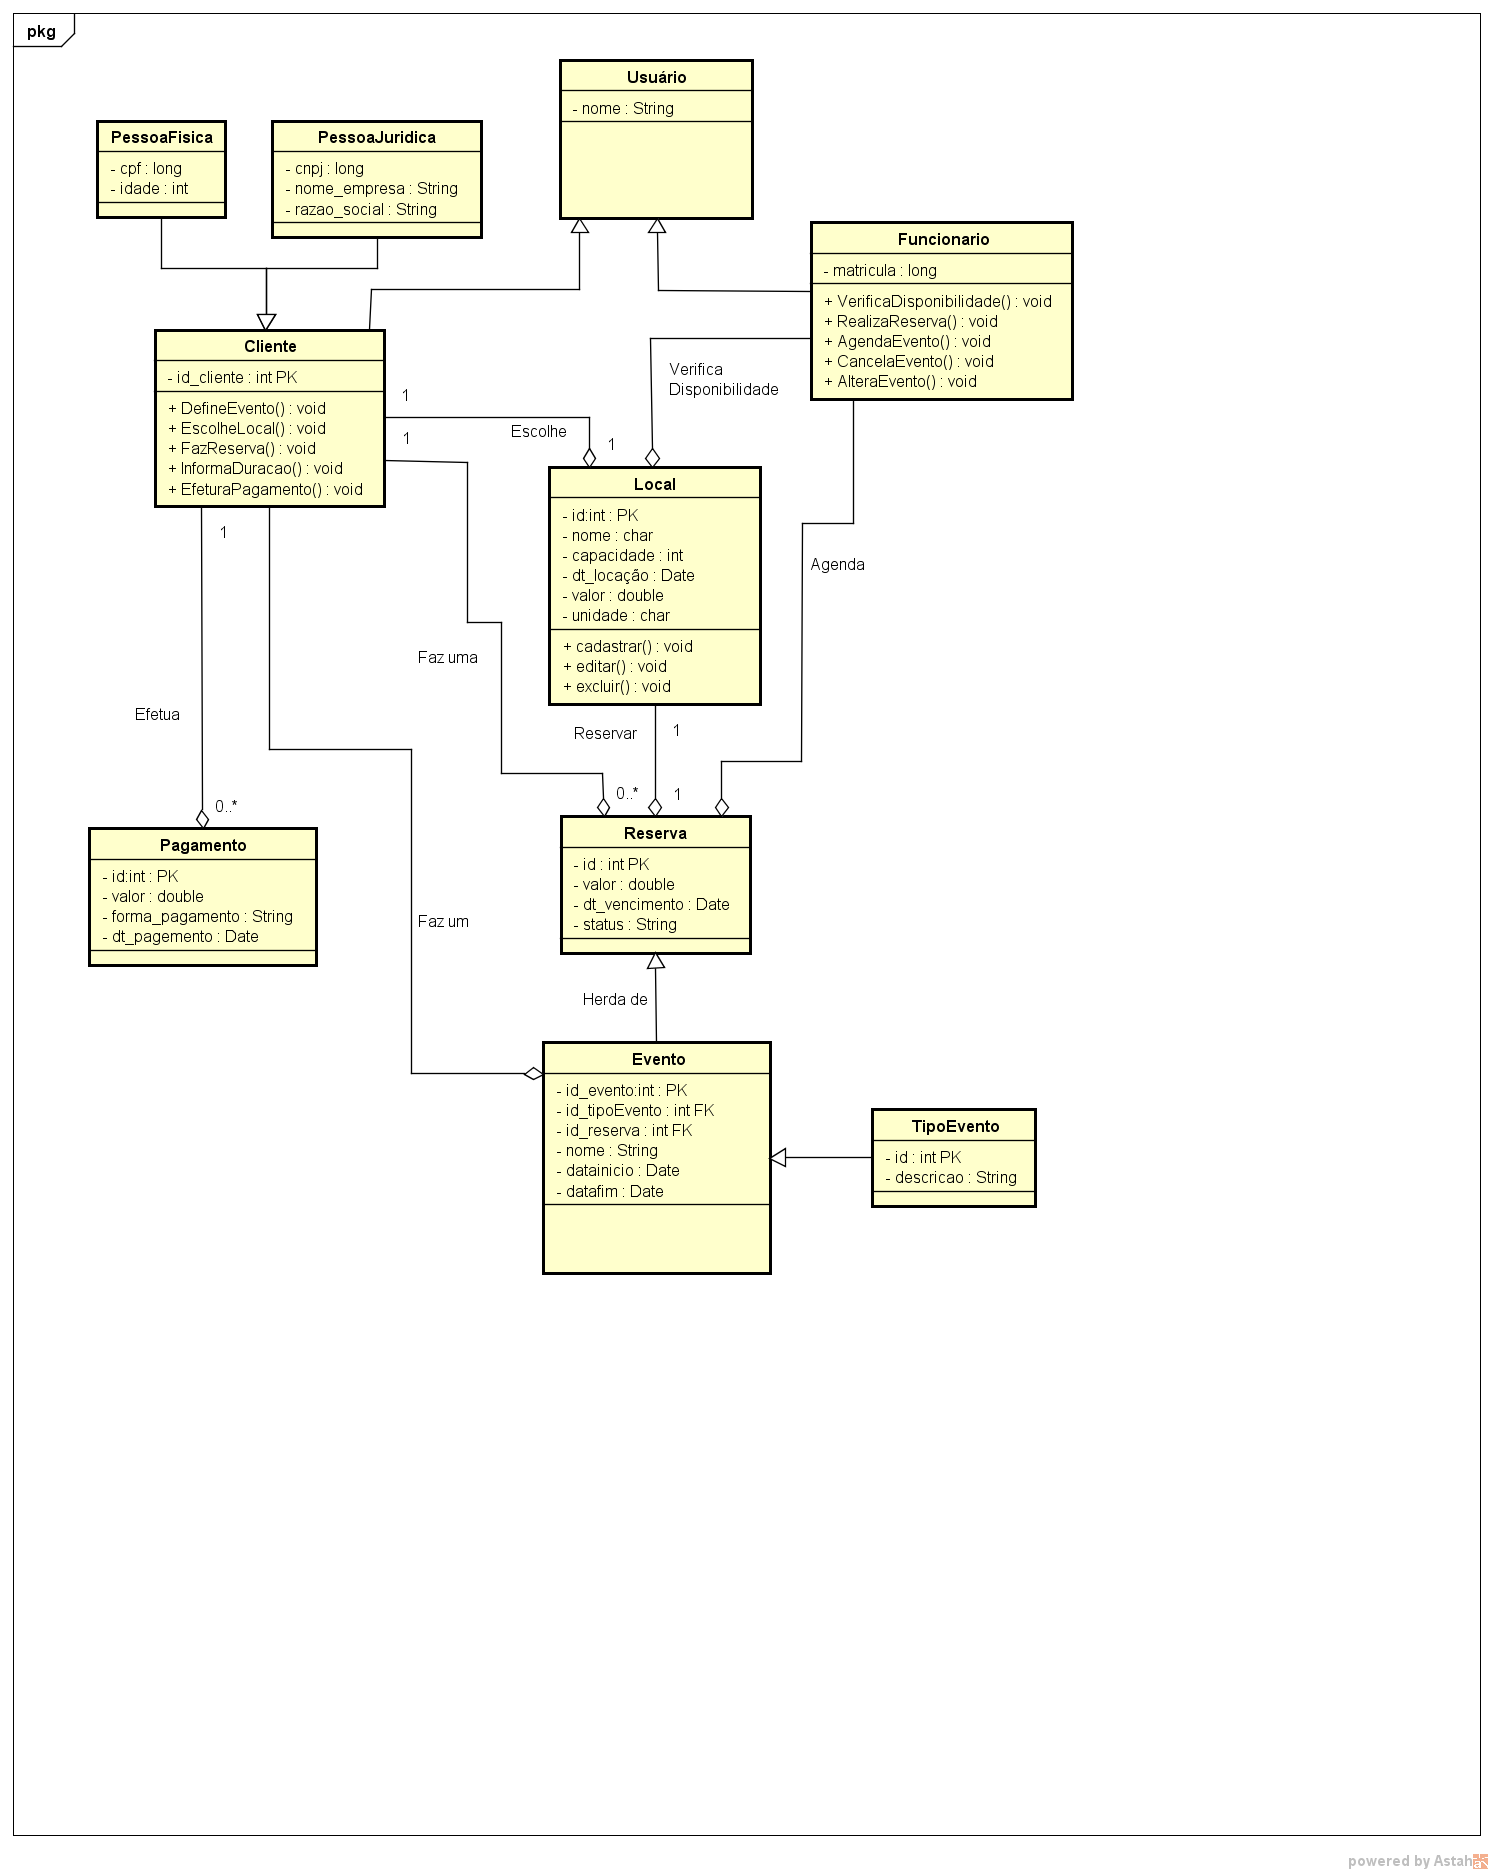 pkg
Usuário
- nome : String
PessoaFisica
- cpf : long
- idade : int
PessoaJuridica
- cnpj : long
- nome_empresa : String
- razao_social : String
Funcionario
- matricula : long
+ VerificaDisponibilidade() : void
+ RealizaReserva() : void
+ AgendaEvento() : void
+ CancelaEvento() : void
+ AlteraEvento() : void
Cliente
- id_cliente : int PK
+ DefineEvento() : void
+ EscolheLocal() : void
+ FazReserva() : void
+ InformaDuracao() : void
+ EfeturaPagamento() : void
Verifica
Disponibilidade
1
Escolhe
1
1
Local
- id:int : PK
- nome : char
- capacidade : int
- dt_locação : Date
- valor : double
- unidade : char
+ cadastrar() : void
+ editar() : void
+ excluir() : void
1
Agenda
Faz uma
Efetua
Reservar
1
0..*
1
0..*
Pagamento
- id:int : PK
- valor : double
- forma_pagamento : String
- dt_pagemento : Date
Reserva
- id : int PK
- valor : double
- dt_vencimento : Date
- status : String
Faz um
Herda de
Evento
- id_evento:int : PK
- id_tipoEvento : int FK
- id_reserva : int FK
- nome : String
- datainicio : Date
- datafim : Date
TipoEvento
- id : int PK
- descricao : String
powered by Astah